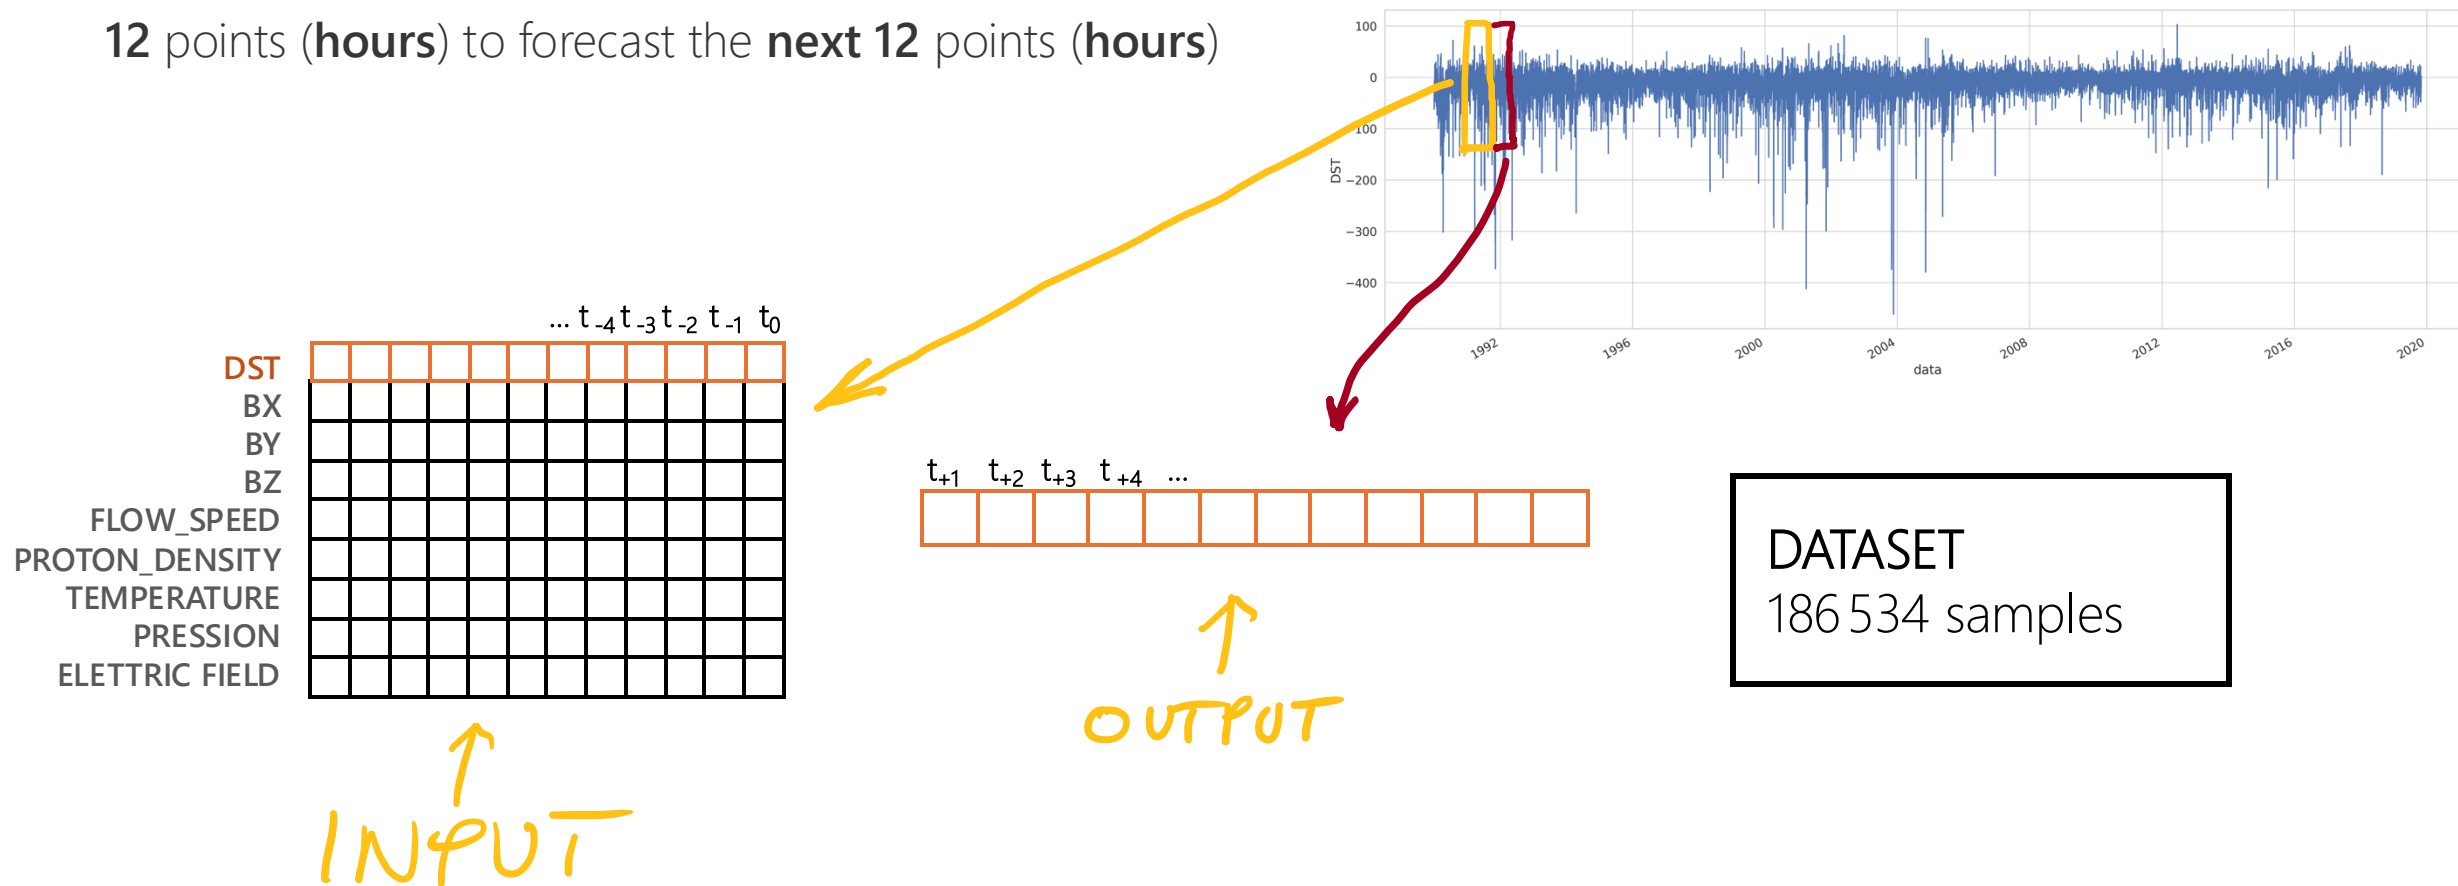 12 points (hours) to forecast the next 12 points (hours)
100
0
100
−200
−300
−400
DST
1992
1996
2000
2004
2008
2012
2016
2020
data
... t-4 t-3 t-2 t-1 t0
DST
BX
BY
BZ
FLOW_SPEED
PROTON_DENSITY
TEMPERATURE
PRESSION
ELETTRIC FIELD
t+1 t+2 t+3 t+4 ...
DATASET
186 534 samples
OUTPUT
INPUT